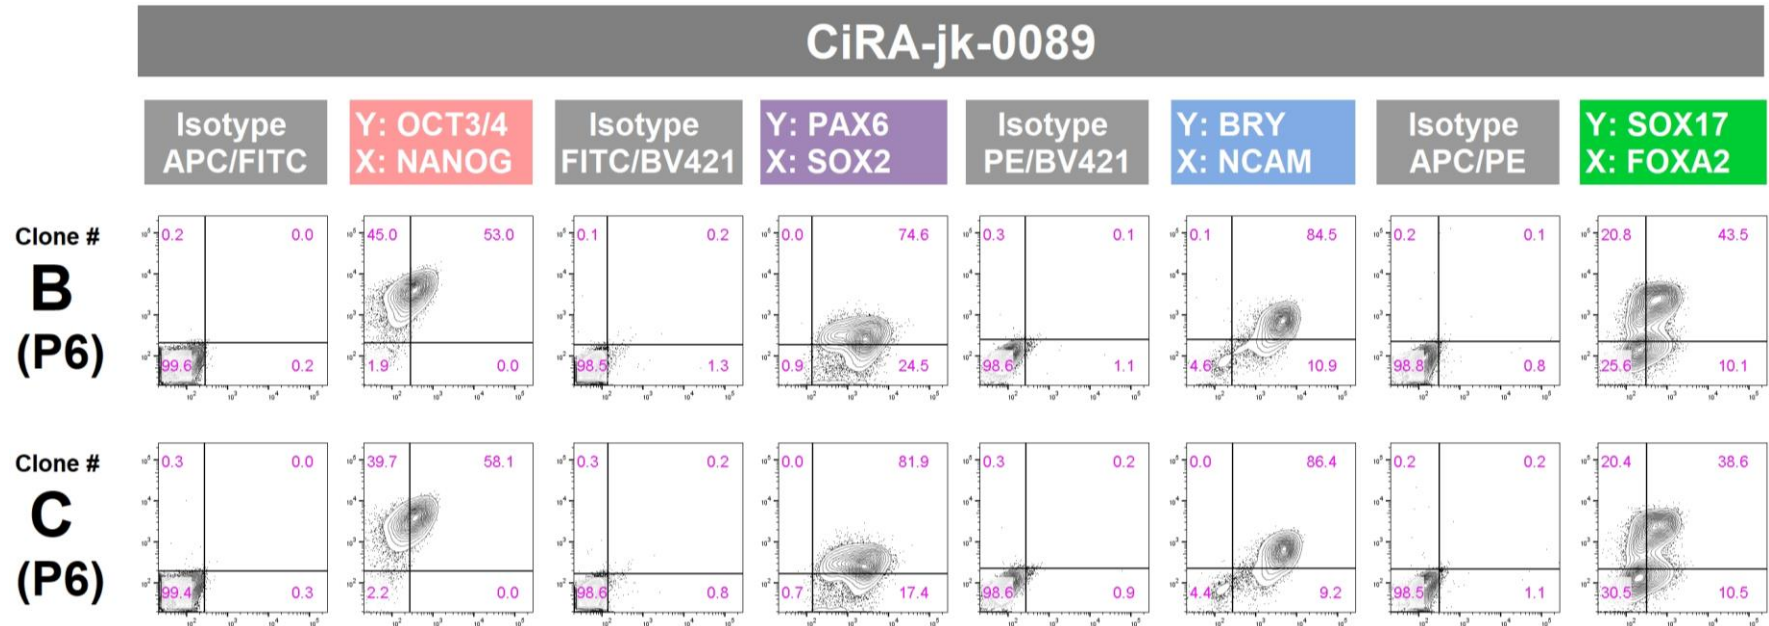 CiRA-jk-0089
Isotype
APC/FITC
Y: OCT3/4
X: NANOG
Isotype
FITC/BV421
Y: PAX6
X: SOX2
Isotype
PE/BV421
Y: BRY
X: NCAM
Isotype
APC/PE
Y: SOX17
X: FOXA2
Clone #
B
(P6)
0.2 0.0
99.6 0.2
45.0 53.0
1.9 0.0
0.1 0.2
98.5 1.3
0.0 74.6
0.9 24.5
0.3 0.1
98.6 1.1
0.1 84.5
4.6 10.9
0.2 0.1
98.8 0.8
20.8 43.5
25.6 10.1
Clone #
C
(P6)
0.3 0.0
99.4 0.3
39.7 58.1
2.2 0.0
0.3 0.2
98.6 0.8
0.0 81.9
0.7 17.4
0.3 0.2
98.6 0.9
0.0 86.4
4.4 9.2
0.2 0.2
98.5 1.1
20.4 38.6
30.5 10.5